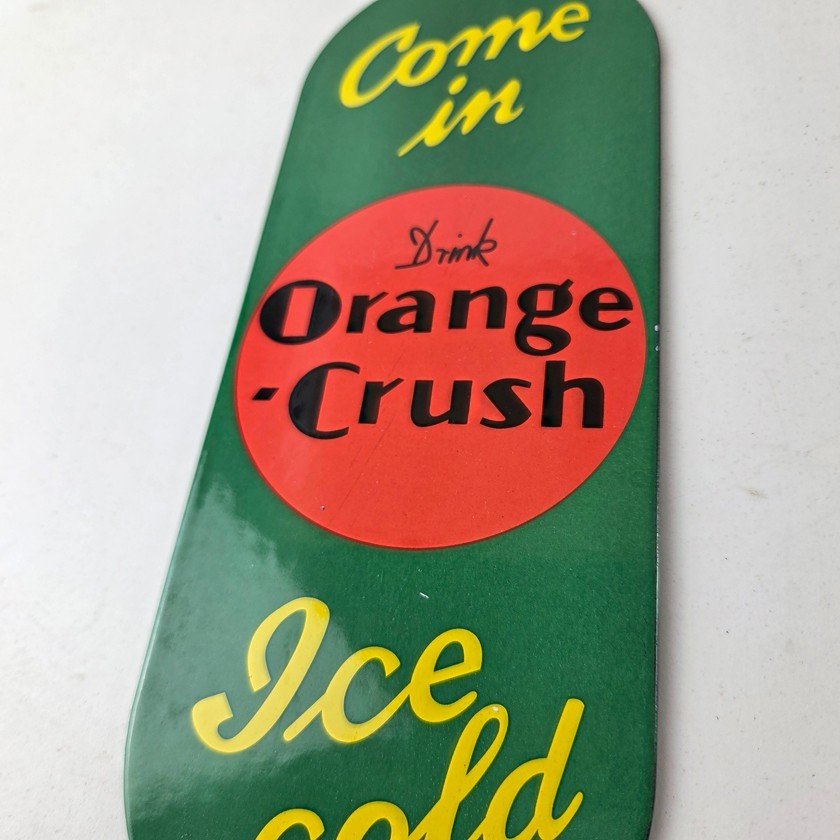 Come
in
Drink
Orange
-Crush
Ice
cold